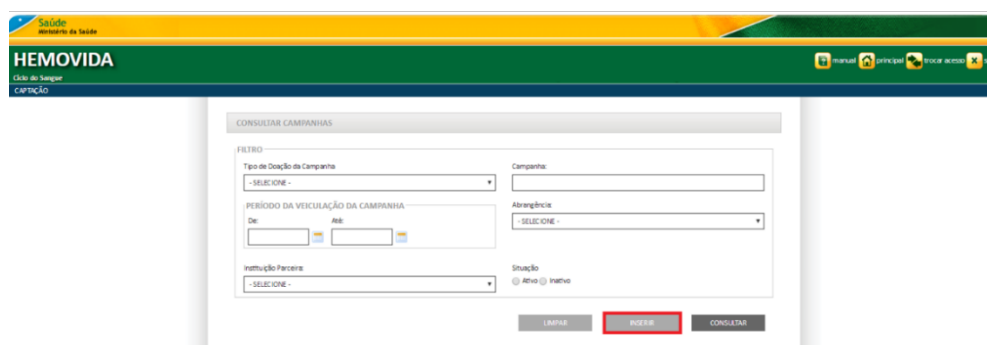 Saúde
Ministério da Saúde
HEMOVIDA
Ciclo do Sangue
manual principal trocar acesso
CAPTAÇÃO
CONSULTAR CAMPANHAS
FILTRO
Tipo de Doação da Campanha
Campanha:
- SELECIONE -
PERÍODO DA VEICULAÇÃO DA CAMPANHA
Abrangência:
De: Até:
- SELECIONE -
Instituição Parceira:
Situação
- SELECIONE -
Ativo Inativo
LIMPAR INSERIR CONSULTAR